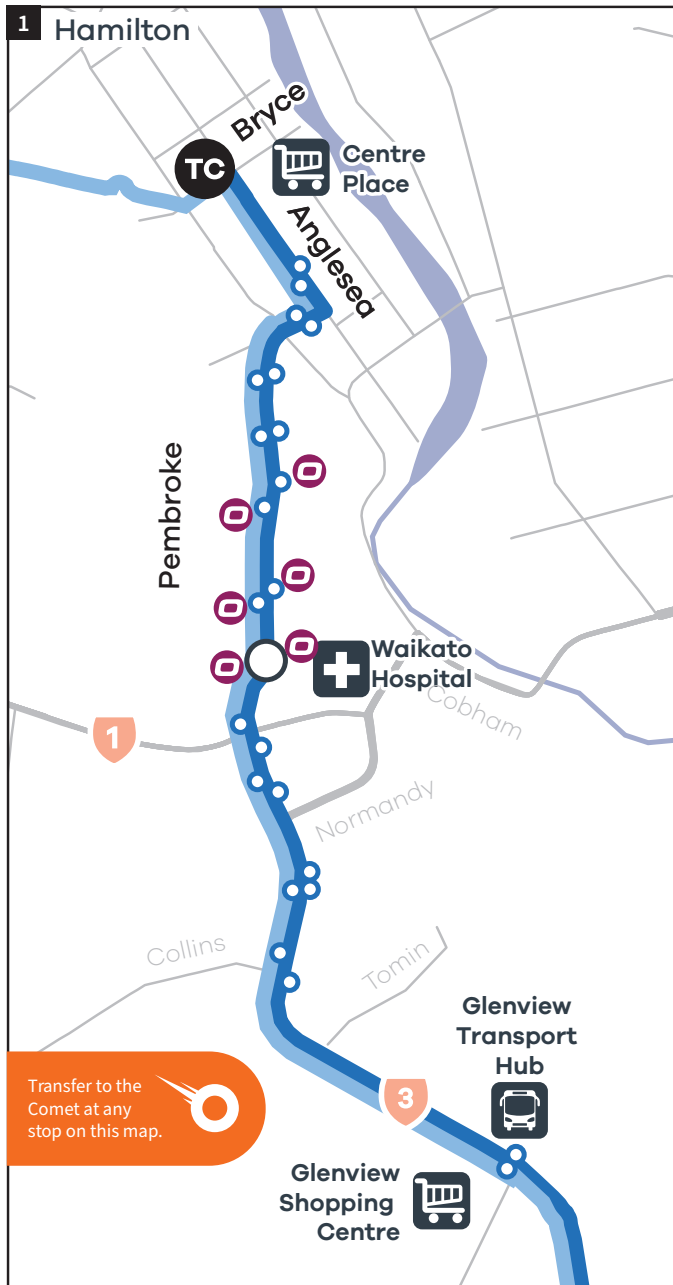 1
Hamilton
Bryce
TC
Centre
Place
Anglesea
Pembroke
Waikato
Hospital
Cobham
1
Normandy
Collins
Tomin
Glenview
Transport
Hub
Transfer to the
Comet at any
stop on this map.
3
Glenview
Shopping
Centre